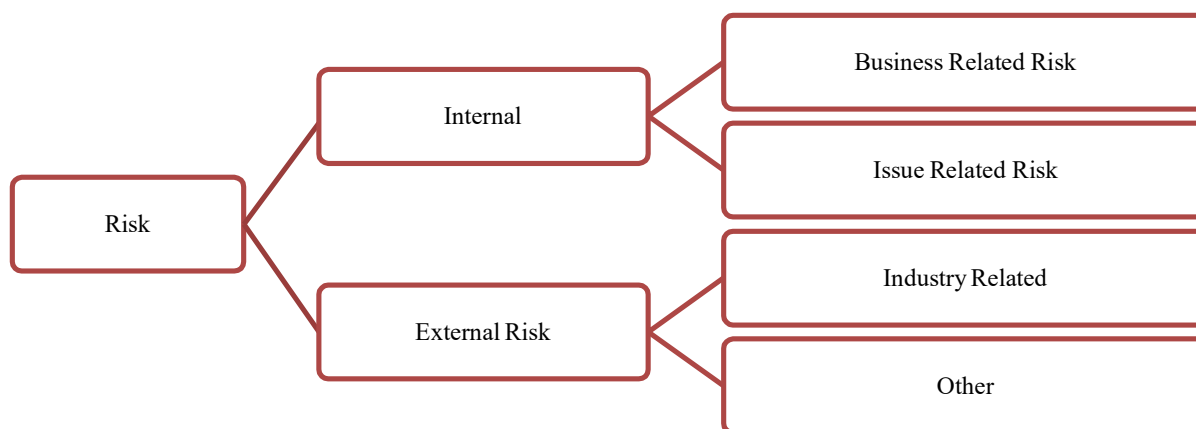 Risk
Internal
Business Related Risk
Issue Related Risk
External Risk
Industry Related
Other